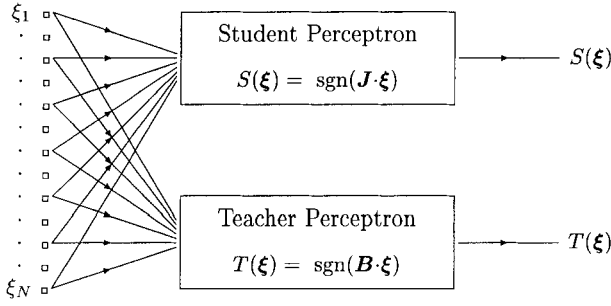 ξ1
Student Perceptron
S(ξ) = sgn(J·ξ)
S(ξ)
Teacher Perceptron
T(ξ) = sgn(B·ξ)
T(ξ)
ξN